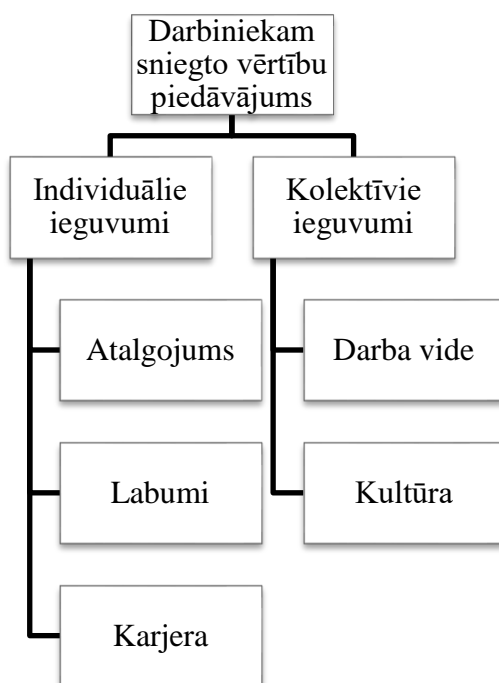 Darbiniekam
sniegto vērtību
piedāvājums
Individuālie
ieguvumi
Kolektīvie
ieguvumi
Atalgojums
Darba vide
Labumi
Kultūra
Karjera